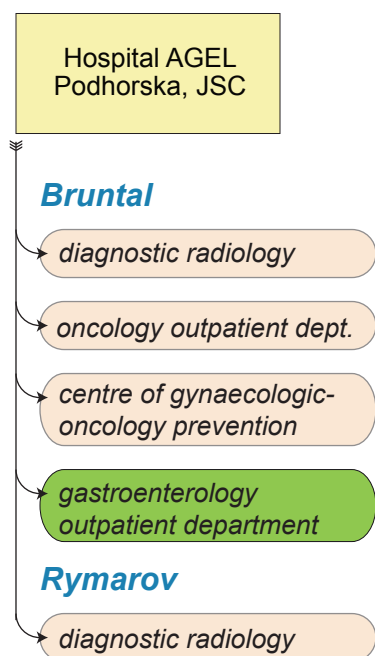 Hospital AGEL
Podhorska, JSC
Bruntal
diagnostic radiology
oncology outpatient dept.
centre of gynaecologic-
oncology prevention
gastroenterology
outpatient department
Rymarov
diagnostic radiology